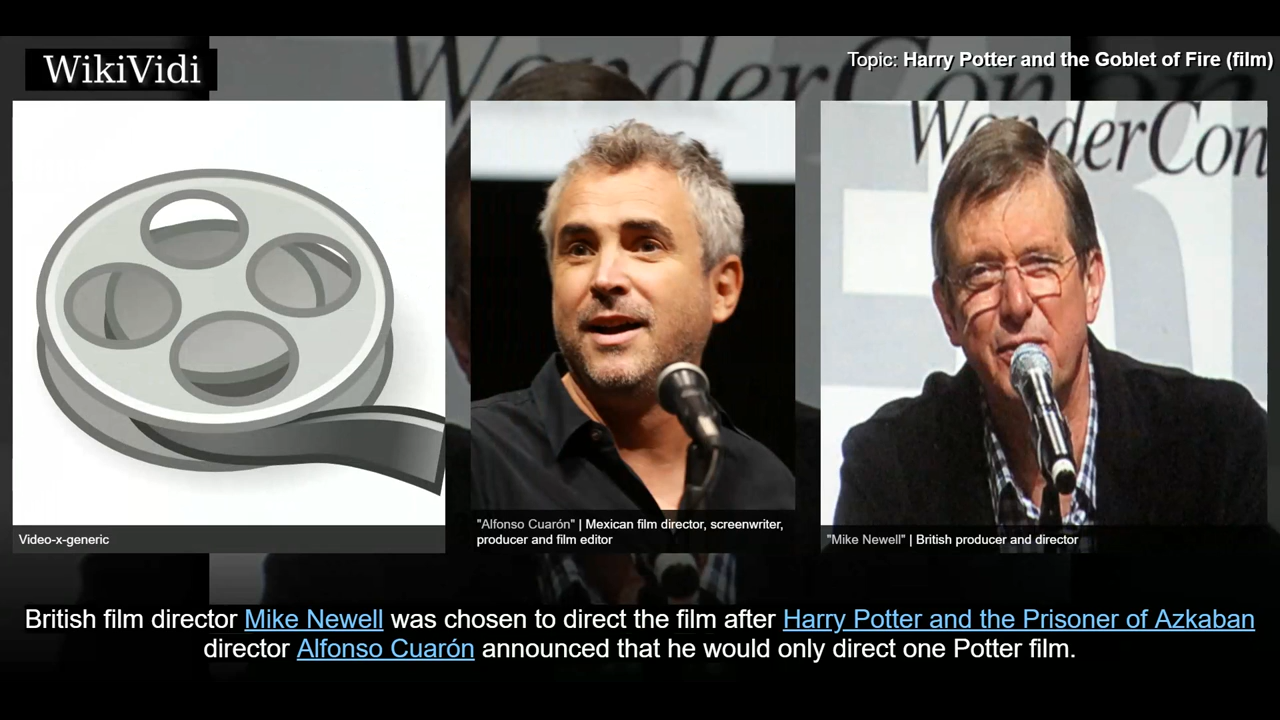 WikiVidi
Topic: Harry Potter and the Goblet of Fire (film)
WonderCon
WonderCon
Video-x-generic
"Alfonso Cuarón" | Mexican film director, screenwriter,
producer and film editor
"Mike Newell" | British producer and director
British film director Mike Newell was chosen to direct the film after Harry Potter and the Prisoner of Azkaban
director Alfonso Cuarón announced that he would only direct one Potter film.